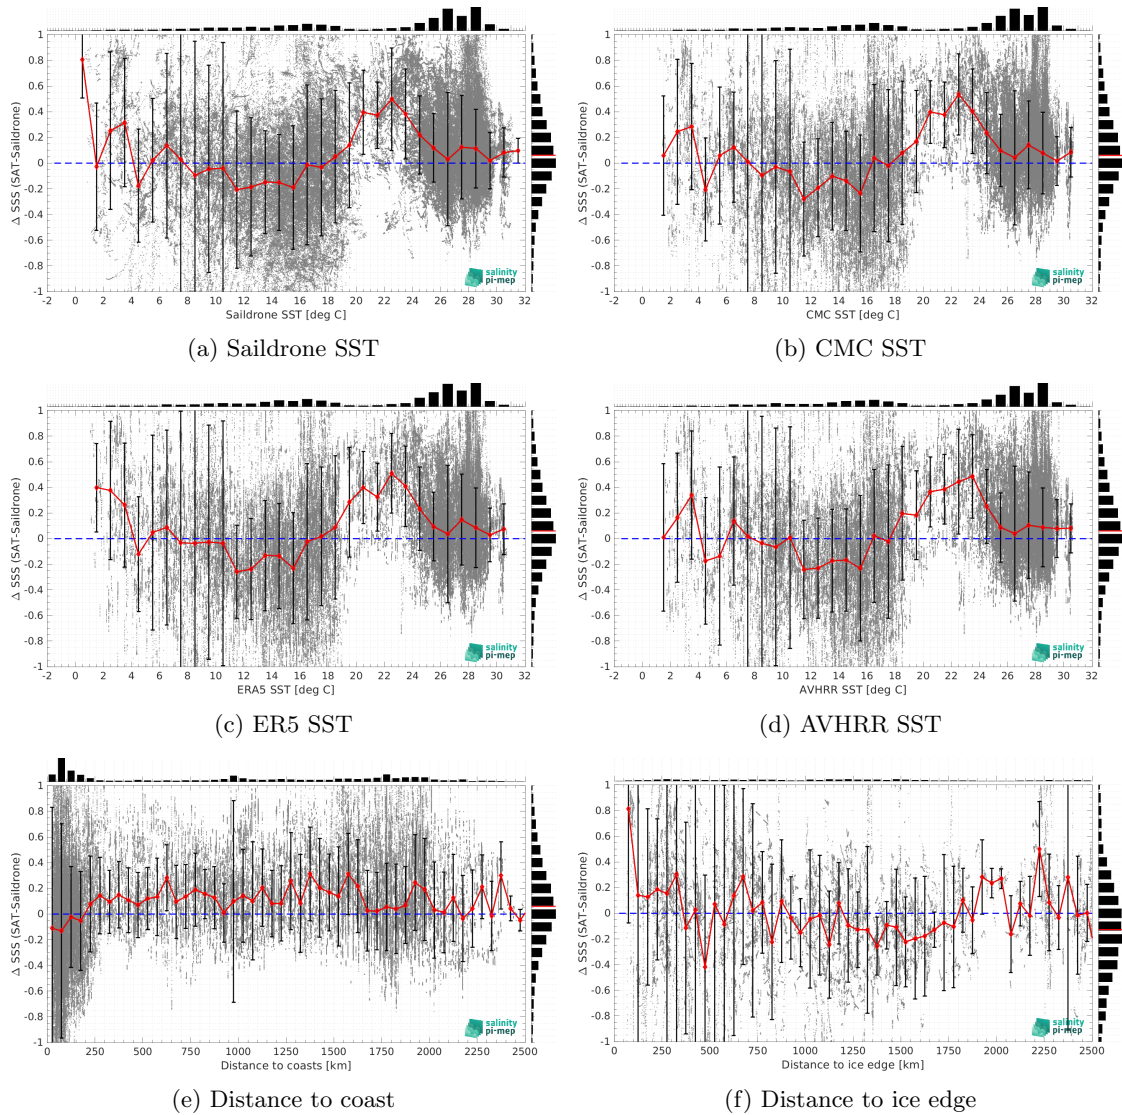 1
0.8
0.6
0.4
0.2
0
-0.2
-0.4
-0.6
-0.8
-1
Δ SSS (SAT-Saildrone)
salinity
pi-mep
-2 0 2 4 6 8 10 12 14 16 18 20 22 24 26 28 30 32
Saildrone SST [deg C]
(a) Saildrone SST
1
0.8
0.6
0.4
0.2
0
-0.2
-0.4
-0.6
-0.8
-1
Δ SSS (SAT-Saildrone)
salinity
pi-mep
-2 0 2 4 6 8 10 12 14 16 18 20 22 24 26 28 30 32
CMC SST [deg C]
(b) CMC SST
1
0.8
0.6
0.4
0.2
0
-0.2
-0.4
-0.6
-0.8
-1
Δ SSS (SAT-Saildrone)
salinity
pi-mep
-2 0 2 4 6 8 10 12 14 16 18 20 22 24 26 28 30 32
ERA5 SST [deg C]
(c) ER5 SST
1
0.8
0.6
0.4
0.2
0
-0.2
-0.4
-0.6
-0.8
-1
Δ SSS (SAT-Saildrone)
salinity
pi-mep
-2 0 2 4 6 8 10 12 14 16 18 20 22 24 26 28 30 32
AVHRR SST [deg C]
(d) AVHRR SST
1
0.8
0.6
0.4
0.2
0
-0.2
-0.4
-0.6
-0.8
-1
Δ SSS (SAT-Saildrone)
salinity
pi-mep
0 250 500 750 1000 1250 1500 1750 2000 2250 2500
Distance to coasts [km]
(e) Distance to coast
1
0.8
0.6
0.4
0.2
0
-0.2
-0.4
-0.6
-0.8
-1
Δ SSS (SAT-Saildrone)
salinity
pi-mep
0 250 500 750 1000 1250 1500 1750 2000 2250 2500
Distance to ice edge [km]
(f) Distance to ice edge